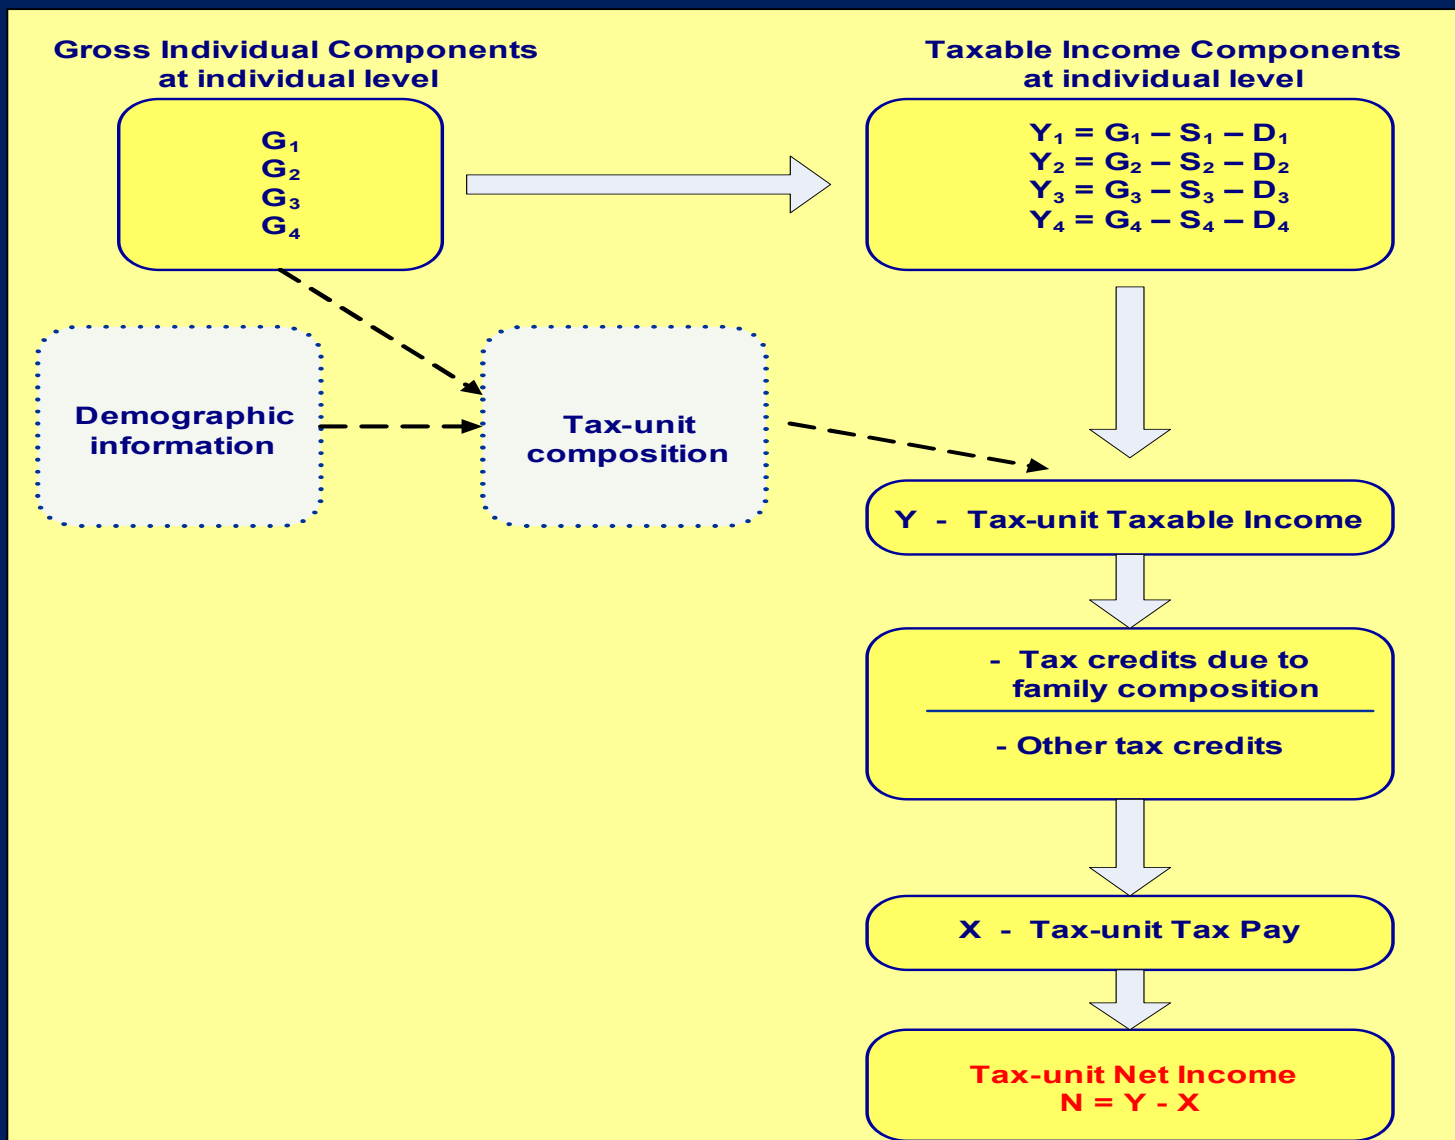 Gross Individual Components
at individual level
G₁
G₂
G₃
G₄
Taxable Income Components
at individual level
Y₁ = G₁ – S₁ – D₁
Y₂ = G₂ – S₂ – D₂
Y₃ = G₃ – S₃ – D₃
Y₄ = G₄ – S₄ – D₄
Demographic
information
Tax-unit
composition
Y - Tax-unit Taxable Income
- Tax credits due to
family composition
- Other tax credits
X - Tax-unit Tax Pay
Tax-unit Net Income
N = Y - X